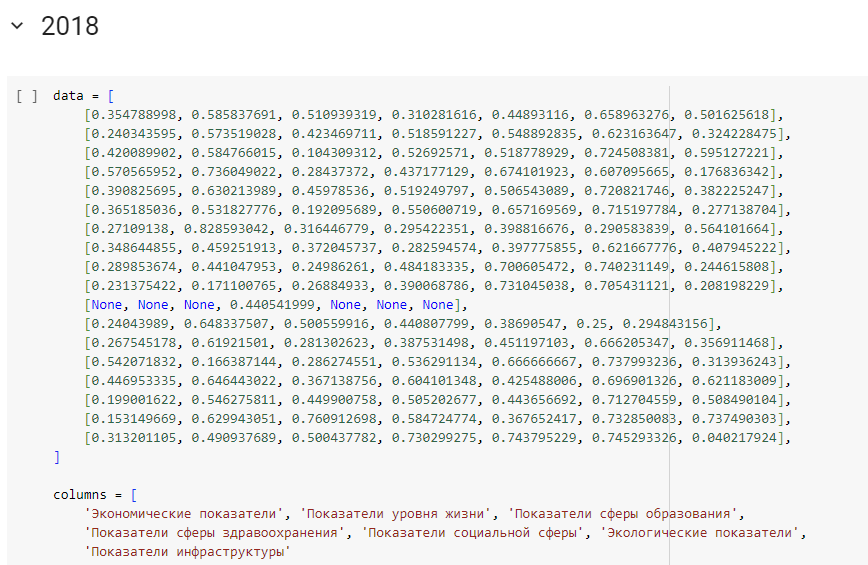 2018
[ ] data = [
[0.354788998, 0.585837691, 0.510939319, 0.310281616, 0.44893116, 0.658963276, 0.501625618],
[0.240343595, 0.573519028, 0.423469711, 0.518591227, 0.548892835, 0.623163647, 0.324228475],
[0.420089902, 0.584766015, 0.104309312, 0.52692571, 0.518778929, 0.724508381, 0.595127221],
[0.570565952, 0.736049022, 0.28437372, 0.437177129, 0.674101923, 0.607095665, 0.176836342],
[0.390825695, 0.630213989, 0.45978536, 0.519249797, 0.506543089, 0.720821746, 0.382225247],
[0.365185036, 0.531827776, 0.192095689, 0.550600719, 0.657169569, 0.715197784, 0.277138704],
[0.27109138, 0.828593042, 0.316446779, 0.295422351, 0.398816676, 0.290583839, 0.564101664],
[0.348644855, 0.459251913, 0.372045737, 0.282594574, 0.397775855, 0.621667776, 0.407945222],
[0.289853674, 0.441047953, 0.24986261, 0.484183335, 0.700605472, 0.740231149, 0.244615808],
[0.231375422, 0.171100765, 0.26884933, 0.390068786, 0.731045038, 0.705431121, 0.208198229],
[None, None, None, 0.440541999, None, None, None],
[0.24043989, 0.648337507, 0.500559916, 0.440807799, 0.38690547, 0.25, 0.294843156],
[0.267545178, 0.61921501, 0.281302623, 0.387531498, 0.451197103, 0.666205347, 0.356911468],
[0.542071832, 0.166387144, 0.286274551, 0.536291134, 0.666666667, 0.737993236, 0.313936243],
[0.446953335, 0.646443022, 0.367138756, 0.604101348, 0.425488006, 0.696901326, 0.621183009],
[0.199001622, 0.546275811, 0.449900758, 0.505202677, 0.443656692, 0.712704559, 0.508490104],
[0.153149669, 0.629943051, 0.760912698, 0.584724774, 0.367652417, 0.732850083, 0.737490303],
[0.313201105, 0.490937689, 0.500437782, 0.730299275, 0.743795229, 0.745293326, 0.040217924],
]
columns = [
'Экономические показатели', 'Показатели уровня жизни', 'Показатели сферы образования',
'Показатели сферы здравоохранения', 'Показатели социальной сферы', 'Экологические показатели',
'Показатели инфраструктуры'